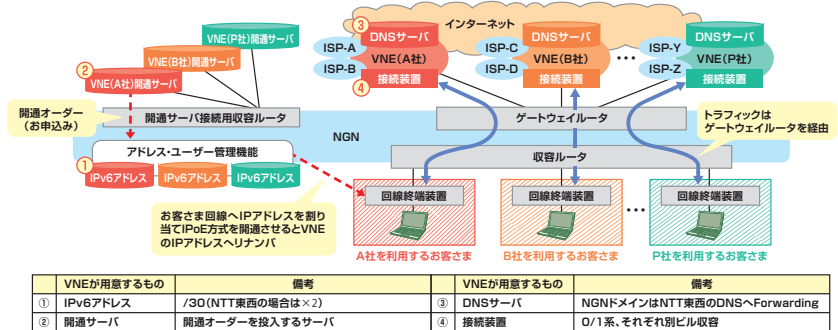 インターネット
③ DNSサーバ
ISP-A
ISP-B
VNE（A社）
④ 接続装置
DNSサーバ
ISP-C
ISP-D
VNE（B社）
接続装置
…
DNSサーバ
ISP-Y
ISP-Z
VNE（P社）
接続装置
VNE（P社）開通サーバ
VNE（B社）開通サーバ
② VNE（A社）開通サーバ
開通オーダー
（お申込み）
開通サーバ接続用収容ルータ
ゲートウェイルータ
トラフィックは
ゲートウェイルータを経由
NGN
アドレス・ユーザー管理機能
収容ルータ
① IPv6アドレス IPv6アドレス IPv6アドレス
お客さま回線へIPアドレスを割り
当てIPoE方式を開通させるとVNE
のIPアドレスへリナンバ
回線終端装置
回線終端装置
…
回線終端装置
A社を利用するお客さま
B社を利用するお客さま
P社を利用するお客さま
VNEが用意するもの 備考 VNEが用意するもの 備考
① IPv6アドレス /30（NTT東西の場合は×2） ③ DNSサーバ NGNドメインはNTT東西のDNSへForwarding
② 開通サーバ 開通オーダーを投入するサーバ ④ 接続装置 0/1系、それぞれ別ビル収容